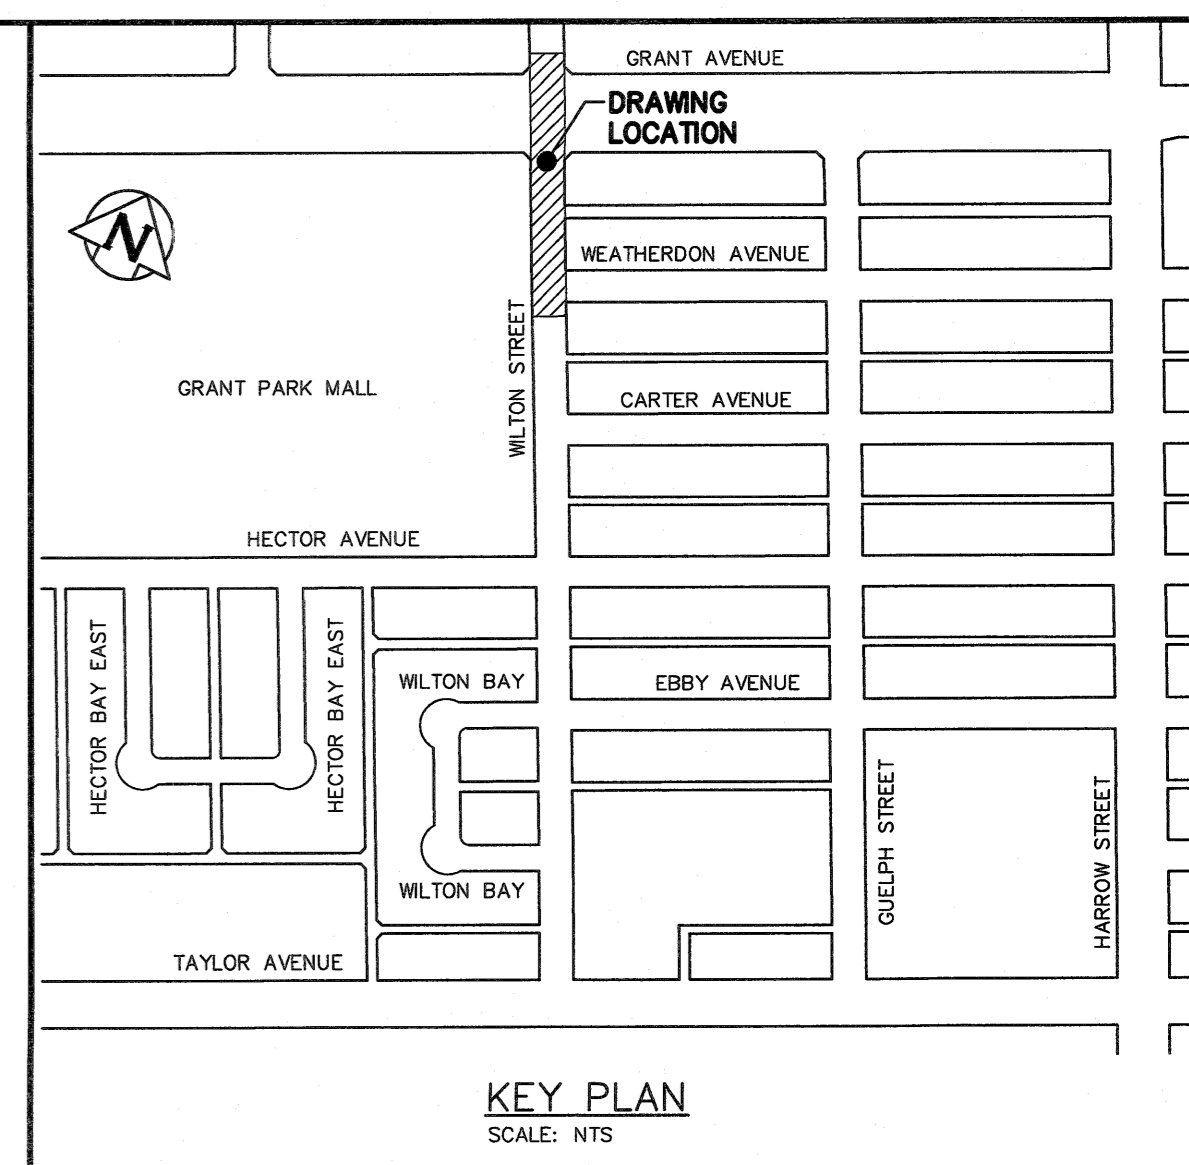 GRANT AVENUE
DRAWING
LOCATION
N
WEATHERDON AVENUE
WILTON STREET
GRANT PARK MALL
CARTER AVENUE
HECTOR AVENUE
HECTOR BAY EAST
HECTOR BAY EAST
WILTON BAY
EBBY AVENUE
GUELPH STREET
HARROW STREET
WILTON BAY
TAYLOR AVENUE
KEY PLAN
SCALE: NTS